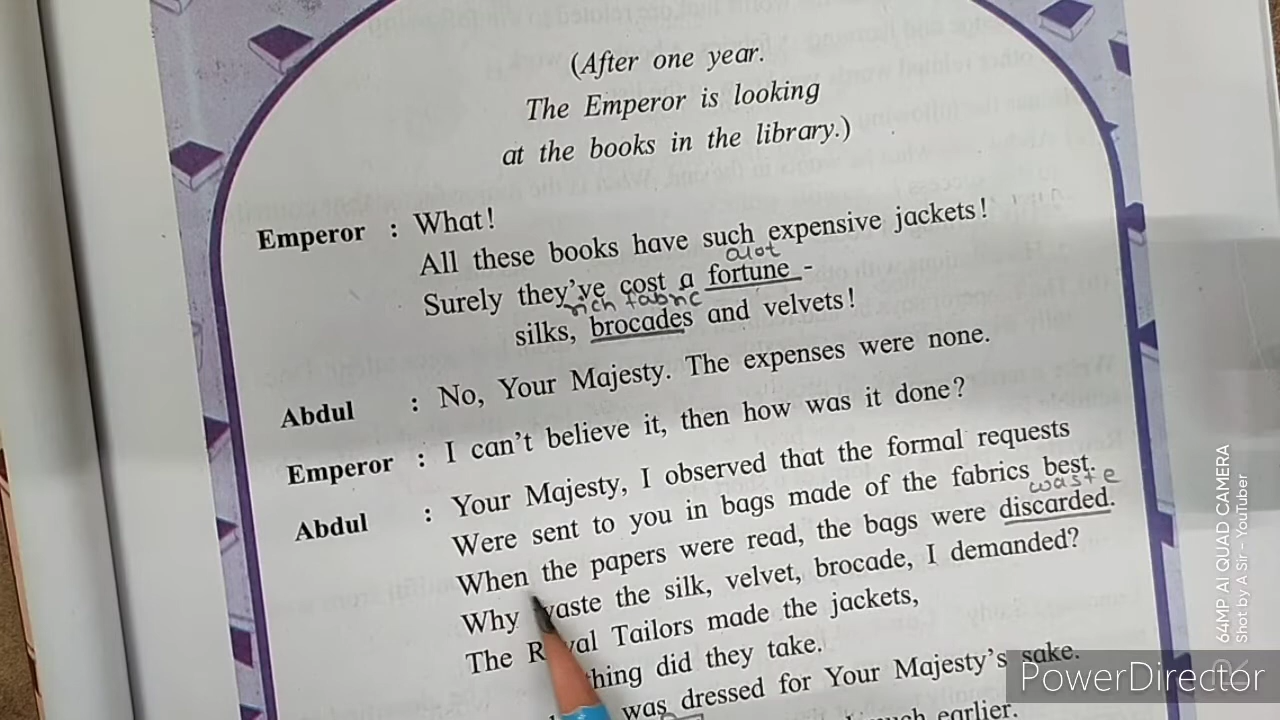 (After one year.
The Emperor is looking
at the books in the library.)
Emperor : What!
All these books have such expensive jackets!
alot
Surely they've cost a fortune -
rich fabric
silks, brocades and velvets!
Abdul : No, Your Majesty. The expenses were none.
Emperor : I can't believe it, then how was it done?
Abdul : Your Majesty, I observed that the formal requests
Were sent to you in bags made of the fabrics best.
waste
When the papers were read, the bags were discarded.
Why waste the silk, velvet, brocade, I demanded?
The Royal Tailors made the jackets,
thing did they take.
was dressed for Your Majesty's sake.
earlier.
64MP AI QUAD CAMERA
Shot by A Sir - YouTuber
PowerDirector